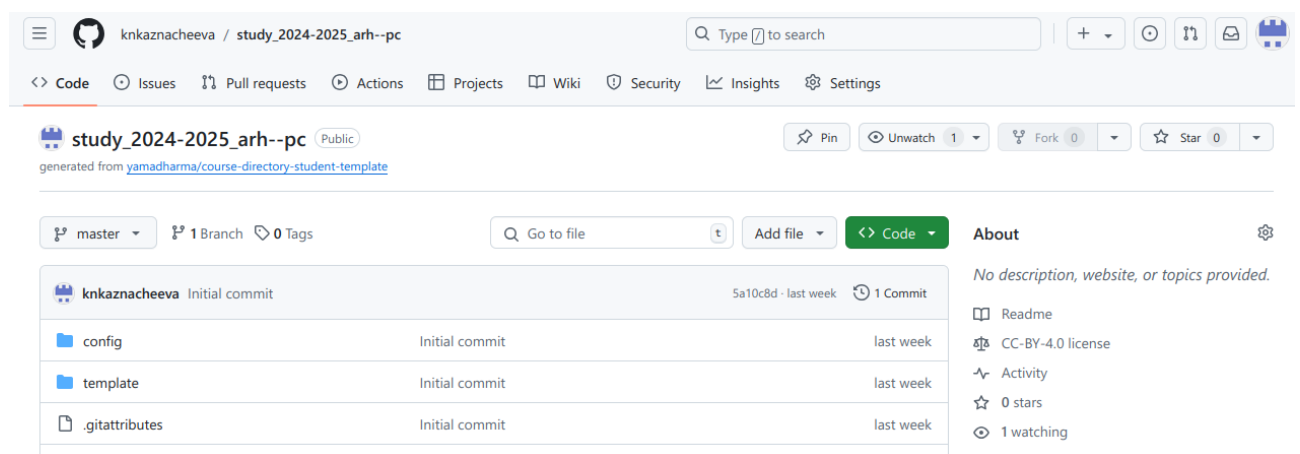 knkaznacheeva / study_2024-2025_arh--pc Type / to search
Code Issues Pull requests Actions Projects Wiki Security Insights Settings
study_2024-2025_arh--pc Public Pin Unwatch 1 Fork 0 Star 0
generated from yamadharma/course-directory-student-template
master 1 Branch 0 Tags Go to file t Add file Code
About
knkaznacheeva Initial commit 5a10c8d · last week 1 Commit
No description, website, or topics provided.
config Initial commit last week
template Initial commit last week
.gitattributes Initial commit last week
Readme
CC-BY-4.0 license
Activity
0 stars
1 watching